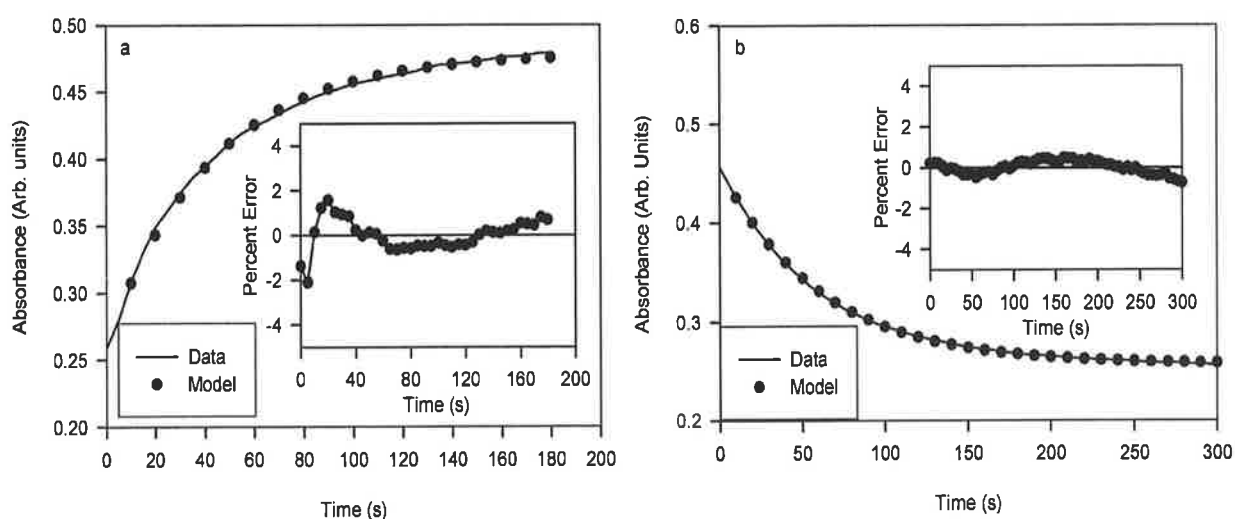 a
0.50
0.45
0.40
0.35
0.30
0.25
0.20
Absorbance (Arb. units)
0 20 40 60 80 100 120 140 160 180 200
Time (s)
Data
Model
4
2
0
-2
-4
Percent Error
0 40 80 120 160 200
Time (s)
b
0.6
0.5
0.4
0.3
0.2
Absorbance (Arb. Units)
0 50 100 150 200 250 300
Time (s)
Data
Model
4
2
0
-2
-4
Percent Error
0 50 100 150 200 250 300
Time (s)